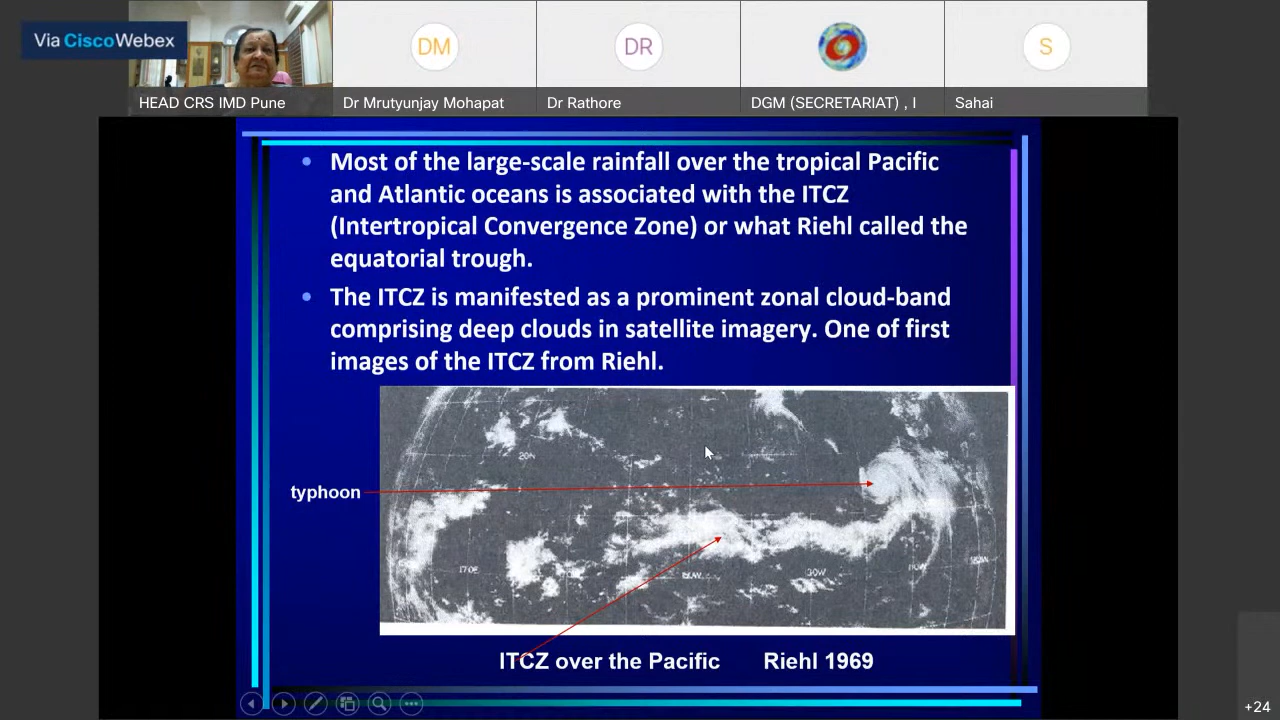 Via CiscoWebex
DM
DR
S
HEAD CRS IMD Pune
Dr Mrutyunjay Mohapat
Dr Rathore
DGM (SECRETARIAT) , I
Sahai
• Most of the large-scale rainfall over the tropical Pacific
and Atlantic oceans is associated with the ITCZ
(Intertropical Convergence Zone) or what Riehl called the
equatorial trough.
• The ITCZ is manifested as a prominent zonal cloud-band
comprising deep clouds in satellite imagery. One of first
images of the ITCZ from Riehl.
20N
typhoon
170E
ITCZ over the Pacific
Riehl 1969
+24